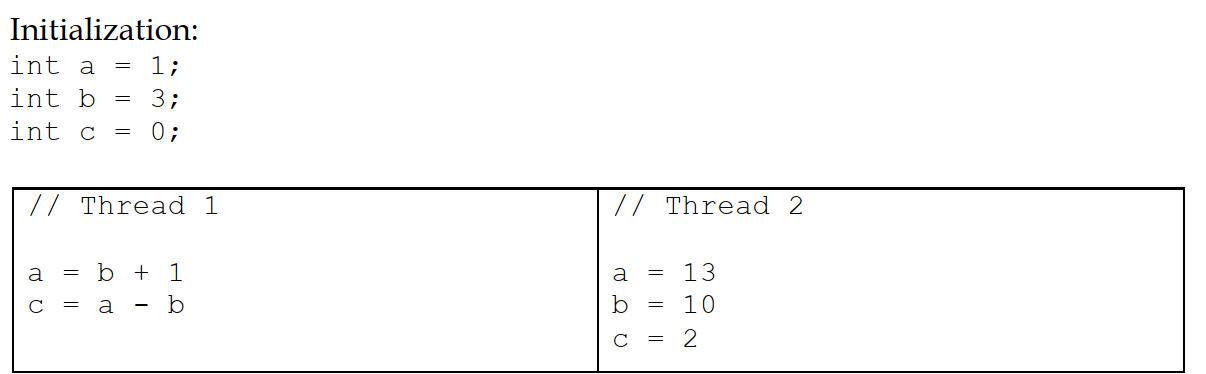 Initialization:
int a = 1;
int b = 3;
int c = 0;
// Thread 1
a = b + 1
c = a - b
// Thread 2
a = 13
b = 10
c = 2